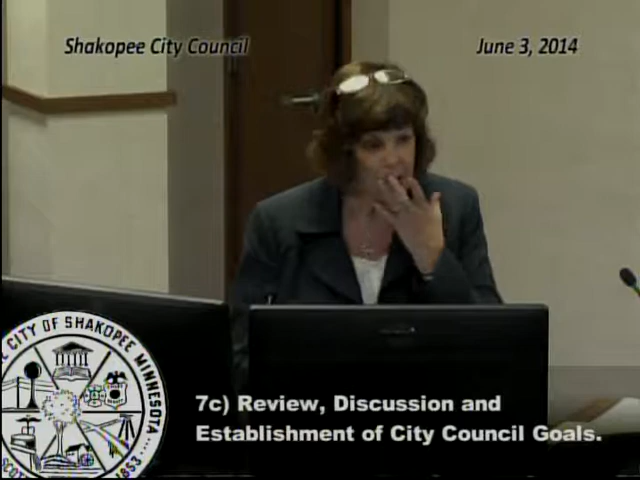 Shakopee City Council
June 3, 2014
CITY OF SHAKOPEE MINNESOTA
1853
7c) Review, Discussion and
Establishment of City Council Goals.